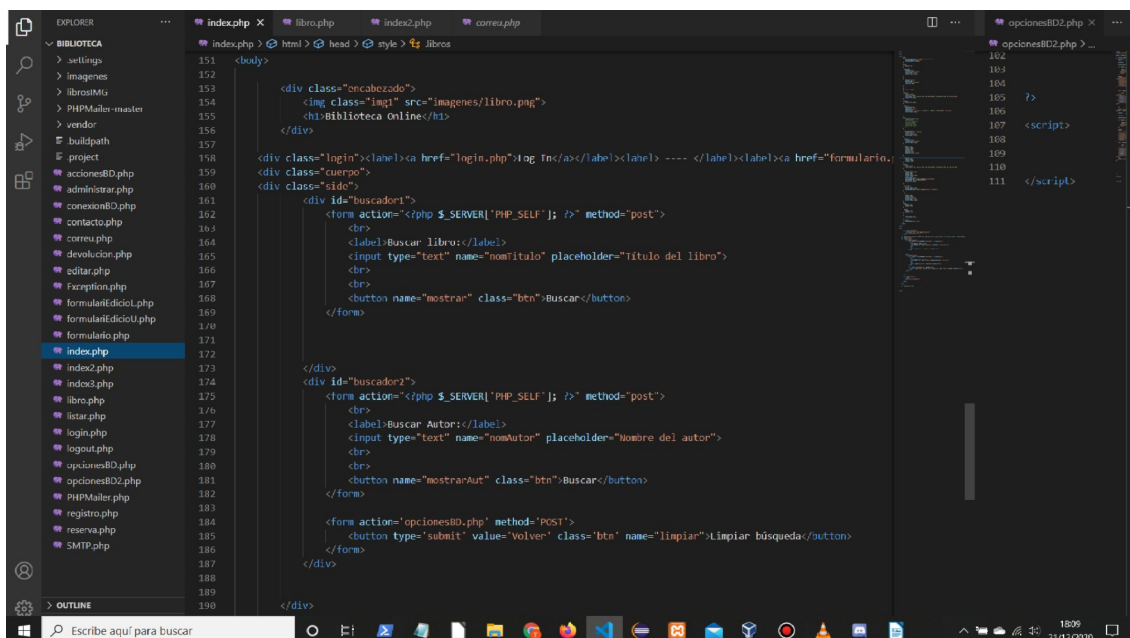 EXPLORER ···
index.php × libro.php index2.php correu.php ··· opcionesBD2.php × ···
BIBLIOTECA
index.php > html > head > style > .libros
opcionesBD2.php > ...
> .settings
> imagenes
> librosIMG
> PHPMailer-master
> vendor
.buildpath
.project
accionesBD.php
administrar.php
conexionBD.php
contacto.php
correu.php
devolucion.php
editar.php
Exception.php
formulariEdicioL.php
formulariEdicioU.php
formulario.php
index.php
index2.php
index3.php
libro.php
listar.php
login.php
logout.php
opcionesBD.php
opcionesBD2.php
PHPMailer.php
registro.php
reserva.php
SMTP.php
> OUTLINE
151 <body>
152
153 <div class="encabezado">
154 <img class="img1" src="imagenes/libro.png">
155 <h1>Biblioteca Online</h1>
156 </div>
157
158 <div class="login"><label><a href="login.php">Log In</a></label><label> ---- </label><label><a href="formulario.
159 <div class="cuerpo">
160 <div class="side">
161 <div id="buscador1">
162 <form action="<?php $_SERVER['PHP_SELF']; ?>" method="post">
163 <br>
164 <label>Buscar libro:</label>
165 <input type="text" name="nomTitulo" placeholder="Título del libro">
166 <br>
167 <br>
168 <button name="mostrar" class="btn">Buscar</button>
169 </form>
170
171
172
173 </div>
174 <div id="buscador2">
175 <form action="<?php $_SERVER['PHP_SELF']; ?>" method="post">
176 <br>
177 <label>Buscar Autor:</label>
178 <input type="text" name="nomAutor" placeholder="Nombre del autor">
179 <br>
180 <br>
181 <button name="mostrarAut" class="btn">Buscar</button>
182 </form>
183
184 <form action='opcionesBD.php' method='POST'>
185 <button type='submit' value='Volver' class='btn' name="limpiar">Limpiar búsqueda</button>
186 </form>
187 </div>
188
189
190 </div>
102
103
104
105 ?>
106
107 <script>
108
109
110
111 </script>
Escribe aquí para buscar
18:09
31/12/2020